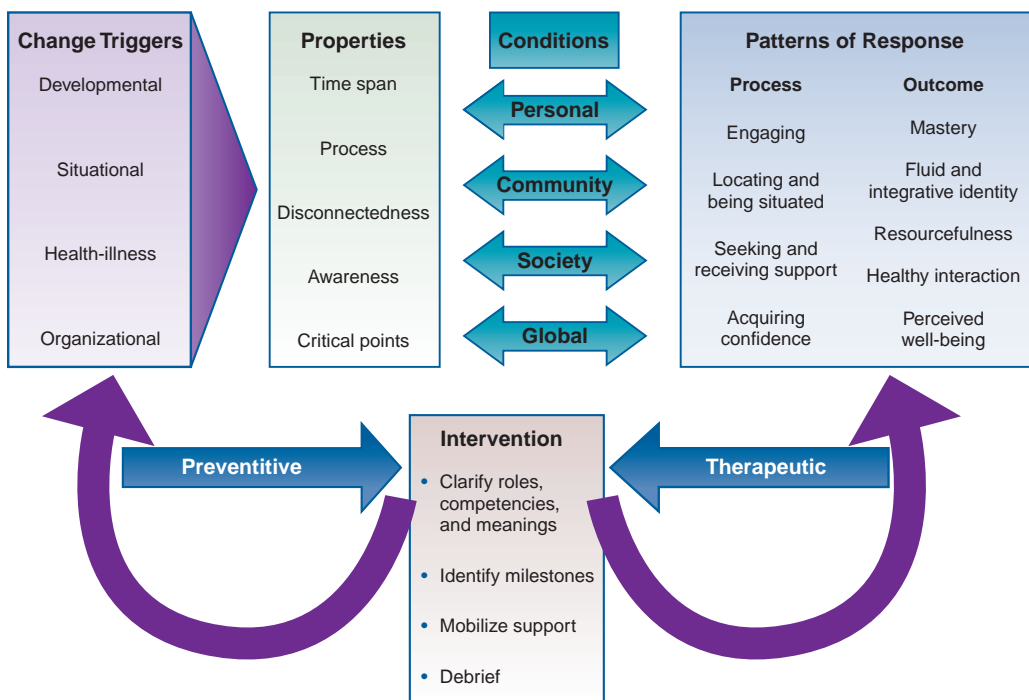 Change Triggers
Developmental
Situational
Health-illness
Organizational
Properties
Time span
Process
Disconnectedness
Awareness
Critical points
Conditions
Personal
Community
Society
Global
Patterns of Response
Process
Engaging
Locating and
being situated
Seeking and
receiving support
Acquiring
confidence
Outcome
Mastery
Fluid and
integrative identity
Resourcefulness
Healthy interaction
Perceived
well-being
Preventitive
Intervention
• Clarify roles,
competencies,
and meanings
• Identify milestones
• Mobilize support
• Debrief
Therapeutic